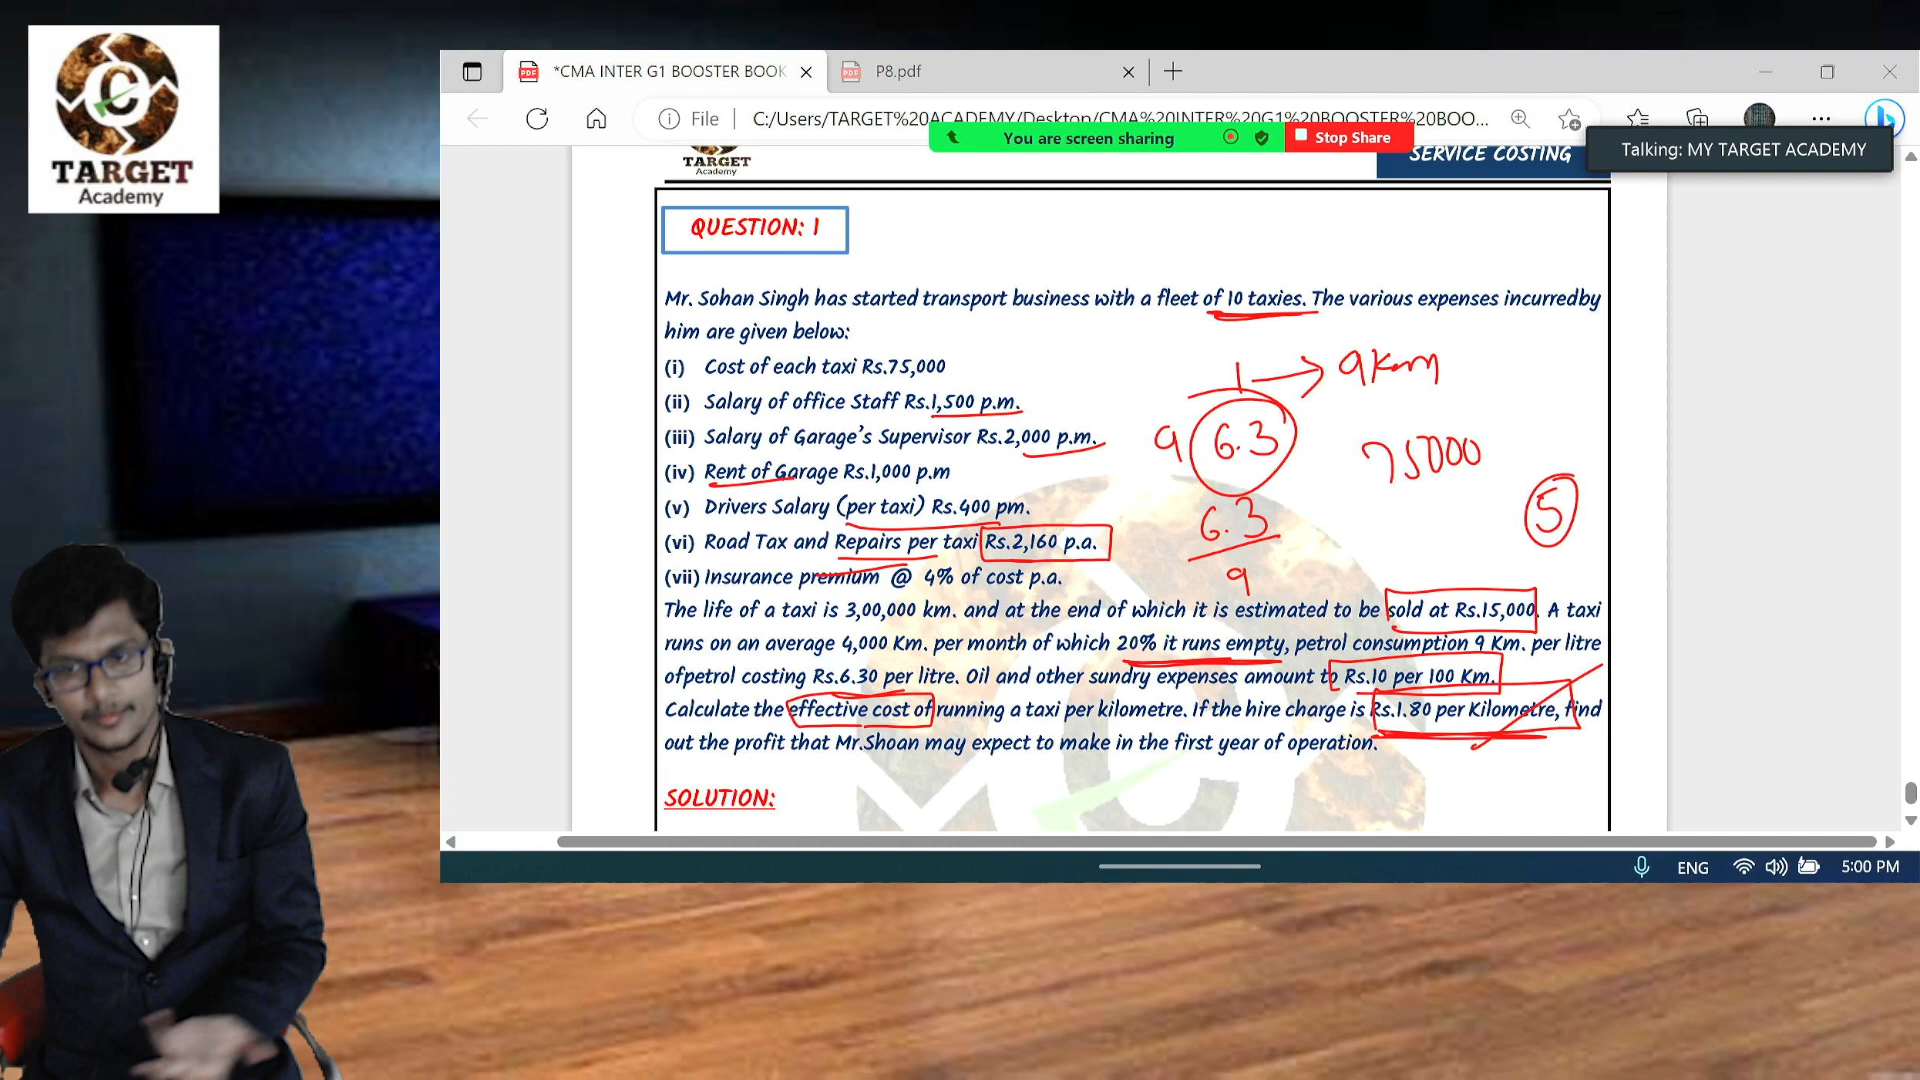 TARGET
Academy
*CMA INTER G1 BOOSTER BOOK
P8.pdf
File
C:/Users/TARGET%20ACADEMY/Desktop/CMA%20INTER%20G1%20BOOSTER%20BOO...
You are screen sharing
Stop Share
Talking: MY TARGET ACADEMY
TARGET
Academy
SERVICE COSTING
QUESTION: 1
Mr. Sohan Singh has started transport business with a fleet of 10 taxies. The various expenses incurredby
him are given below:
(i) Cost of each taxi Rs.75,000
(ii) Salary of office Staff Rs.1,500 p.m.
(iii) Salary of Garage's Supervisor Rs.2,000 p.m.
(iv) Rent of Garage Rs.1,000 p.m
(v) Drivers Salary (per taxi) Rs.400 pm.
(vi) Road Tax and Repairs per taxi Rs.2,160 p.a.
(vii) Insurance premium @ 4% of cost p.a.
1 → 9km
9 6.3
75000
5
6.3
9
The life of a taxi is 3,00,000 km. and at the end of which it is estimated to be sold at Rs.15,000. A taxi
runs on an average 4,000 Km. per month of which 20% it runs empty, petrol consumption 9 Km. per litre
ofpetrol costing Rs.6.30 per litre. Oil and other sundry expenses amount to Rs.10 per 100 Km.
Calculate the effective cost of running a taxi per kilometre. If the hire charge is Rs.1.80 per Kilometre, find
out the profit that Mr.Shoan may expect to make in the first year of operation.
SOLUTION:
ENG
5:00 PM